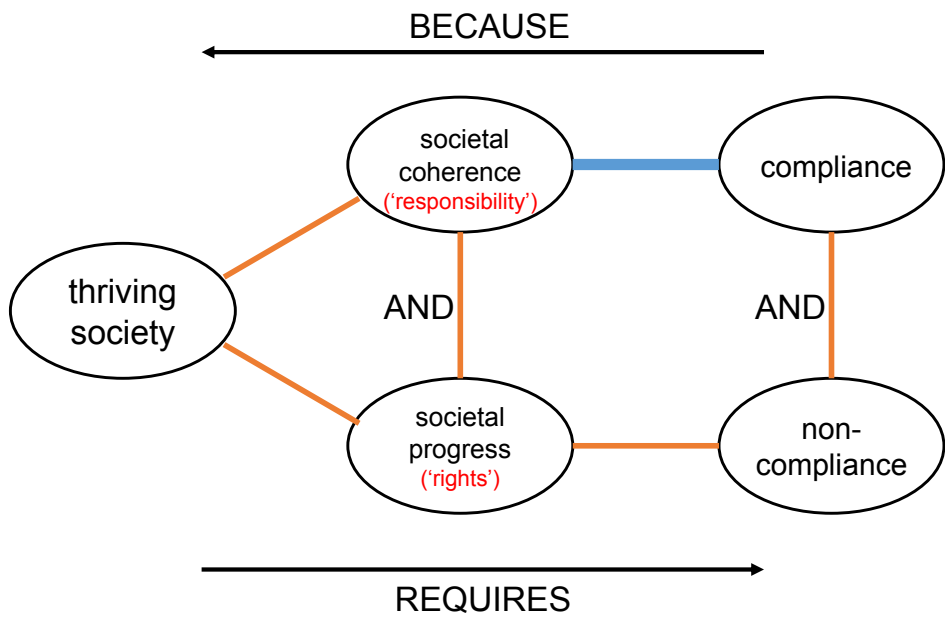 BECAUSE
societal
coherence
(‘responsibility’)
compliance
thriving
society
AND
AND
societal
progress
(‘rights’)
non-
compliance
REQUIRES